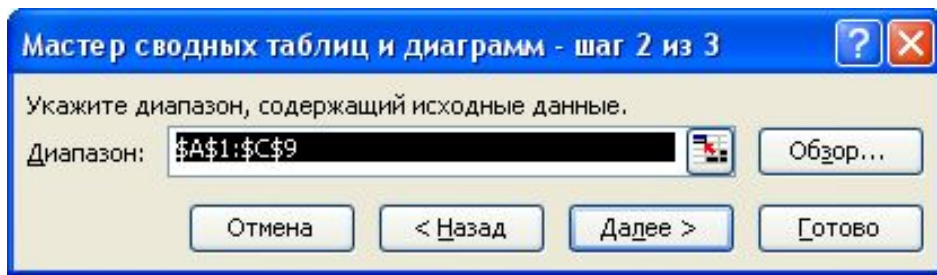 Мастер сводных таблиц и диаграмм - шаг 2 из 3
Укажите диапазон, содержащий исходные данные.
Диапазон: $A$1:$C$9 Обзор...
Отмена < Назад Далее > Готово